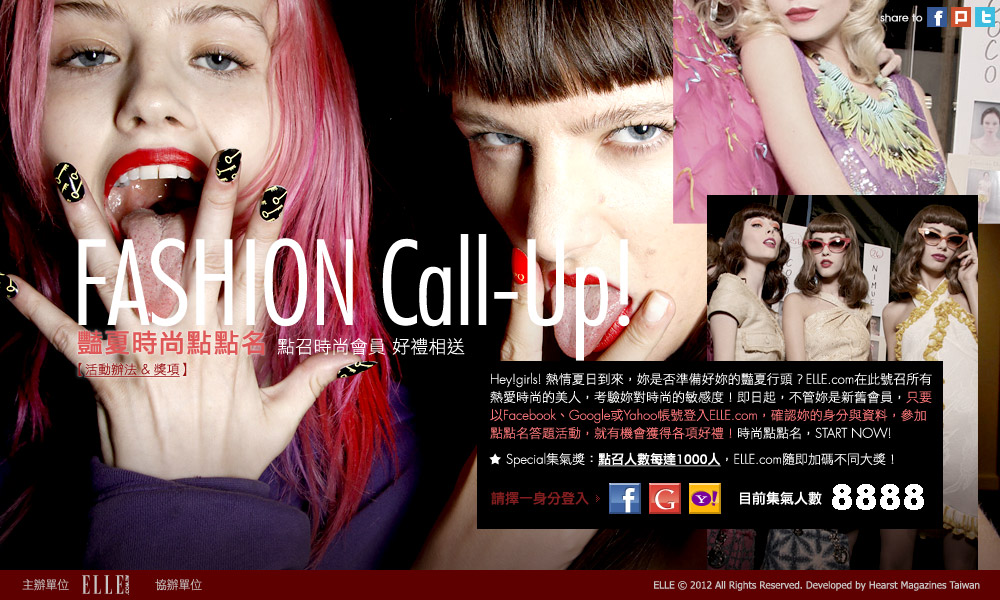 share to
FASHION Call-Up!
豔夏時尚點點名 點召時尚會員 好禮相送
【活動辦法 & 獎項】
Hey!girls! 熱情夏日到來，妳是否準備好妳的豔夏行頭？ELLE.com在此號召所有
熱愛時尚的美人，考驗妳對時尚的敏感度！即日起，不管妳是新舊會員，只要
以Facebook、Google或Yahoo帳號登入ELLE.com，確認妳的身分與資料，參加
點點名答題活動，就有機會獲得各項好禮！時尚點點名，START NOW!
★ Special集氣獎：點召人數每達1000人，ELLE.com隨即加碼不同大獎！
請擇一身分登入 f G Y! 目前集氣人數 8888
主辦單位 ELLE 協辦單位
ELLE © 2012 All Rights Reserved. Developed by Hearst Magazines Taiwan